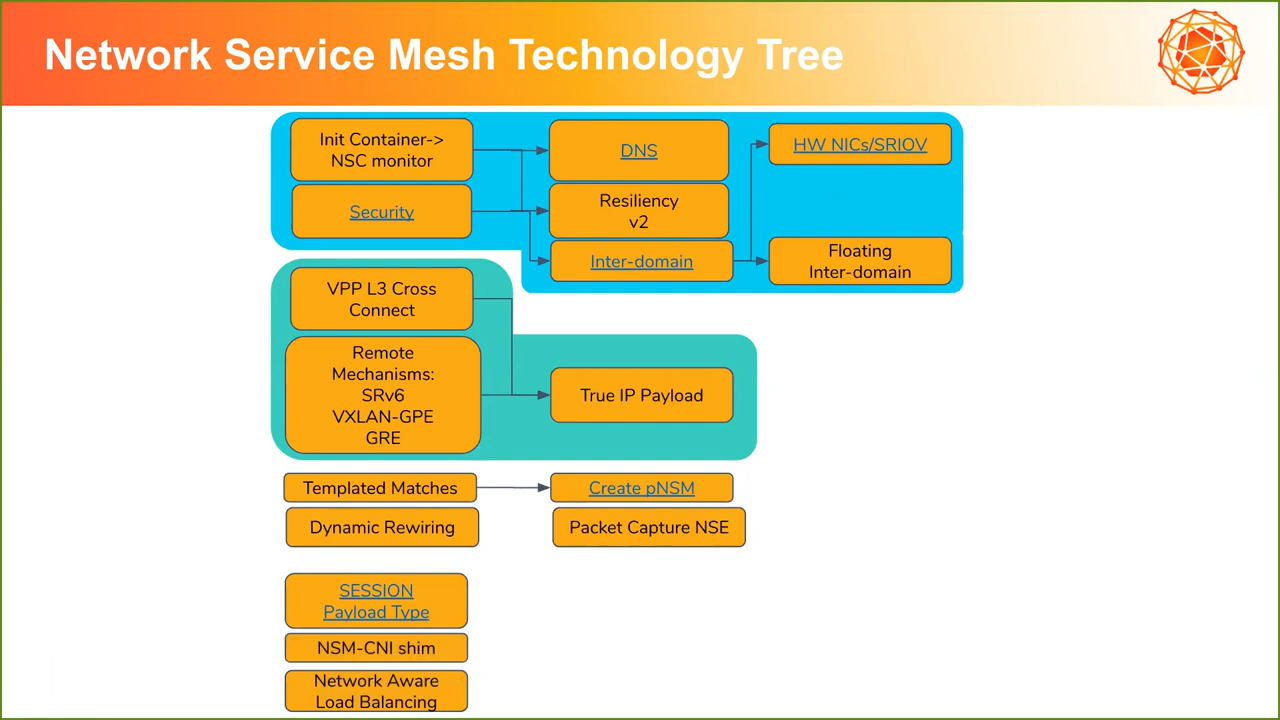 Network Service Mesh Technology Tree
Init Container->
NSC monitor
DNS
HW NICs/SRIOV
Security
Resiliency
v2
Inter-domain
Floating
Inter-domain
VPP L3 Cross
Connect
Remote
Mechanisms:
SRv6
VXLAN-GPE
GRE
True IP Payload
Templated Matches
Create pNSM
Dynamic Rewiring
Packet Capture NSE
SESSION
Payload Type
NSM-CNI shim
Network Aware
Load Balancing